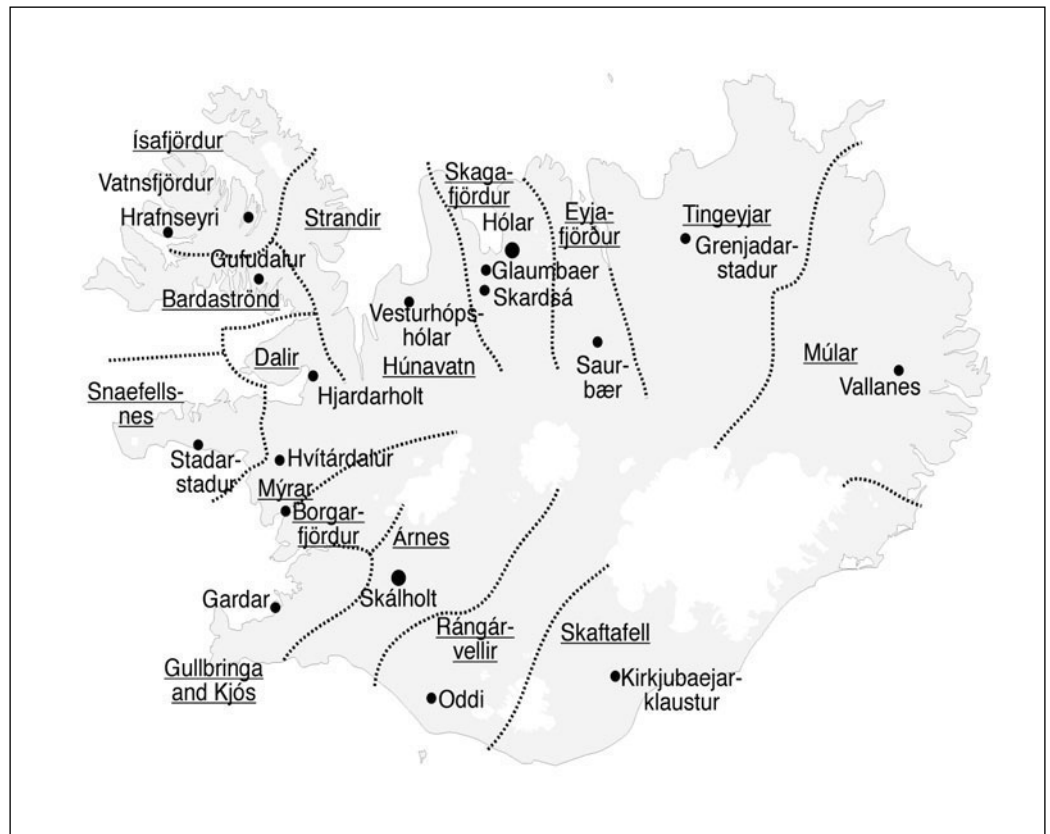 Ísafjördur
Vatnsfjördur
Hrafnseyri
Gufudalur
Bardaströnd
Strandir
Skaga-
fjördur
Hólar
Glaumbaer
Skardsá
Eyja-
fjörður
Tingeyjar
Grenjadar-
stadur
Vesturhóps-
hólar
Húnavatn
Saur-
bær
Múlar
Vallanes
Dalir
Hjardarholt
Snaefells-
nes
Stadar-
stadur
Hvítárdalur
Mýrar
Borgar-
fjördur
Árnes
Skálholt
Gardar
Gullbringa
and Kjós
Rángár-
vellir
Oddi
Skaftafell
Kirkjubaejar-
klaustur